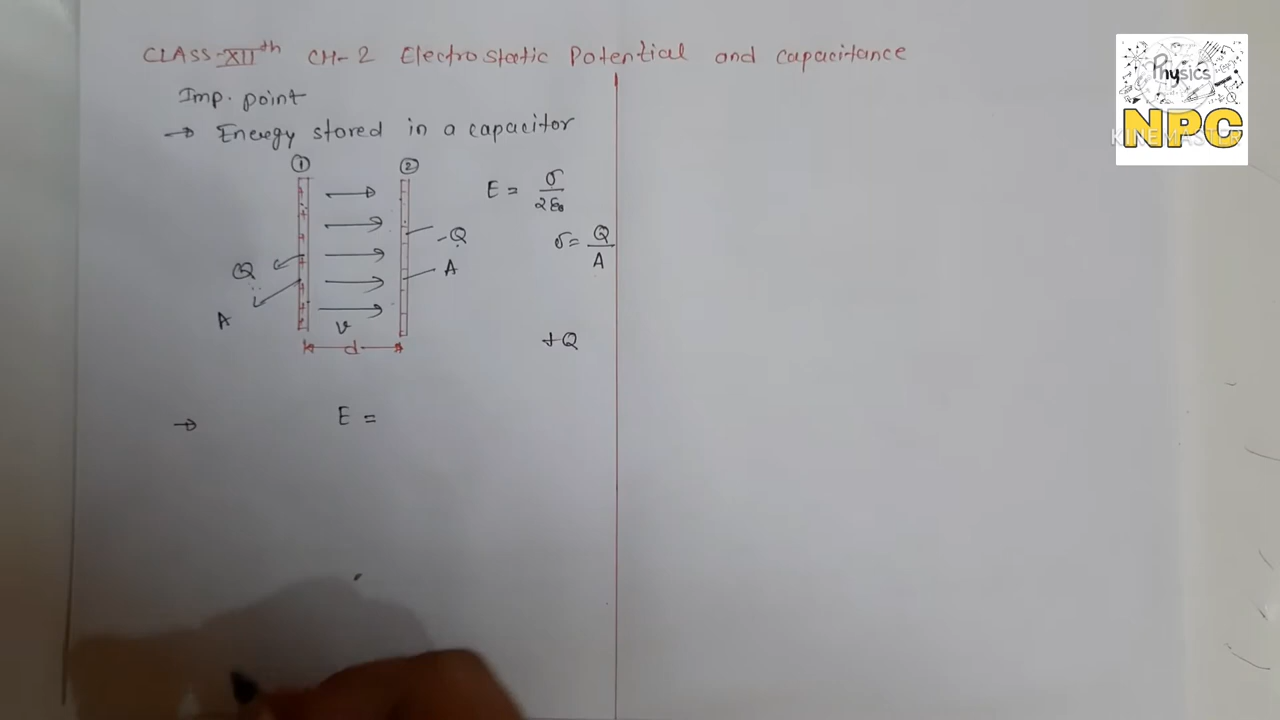 CLASS-XIIth CH-2 Electrostatic Potential and capacitance
Imp. point
→ Energy stored in a capacitor
① ②
E = σ/2ε₀
σ = Q/A
Q
A
-Q
A
V
d
+Q
→ E =
Physics
NPC
KINEMASTER